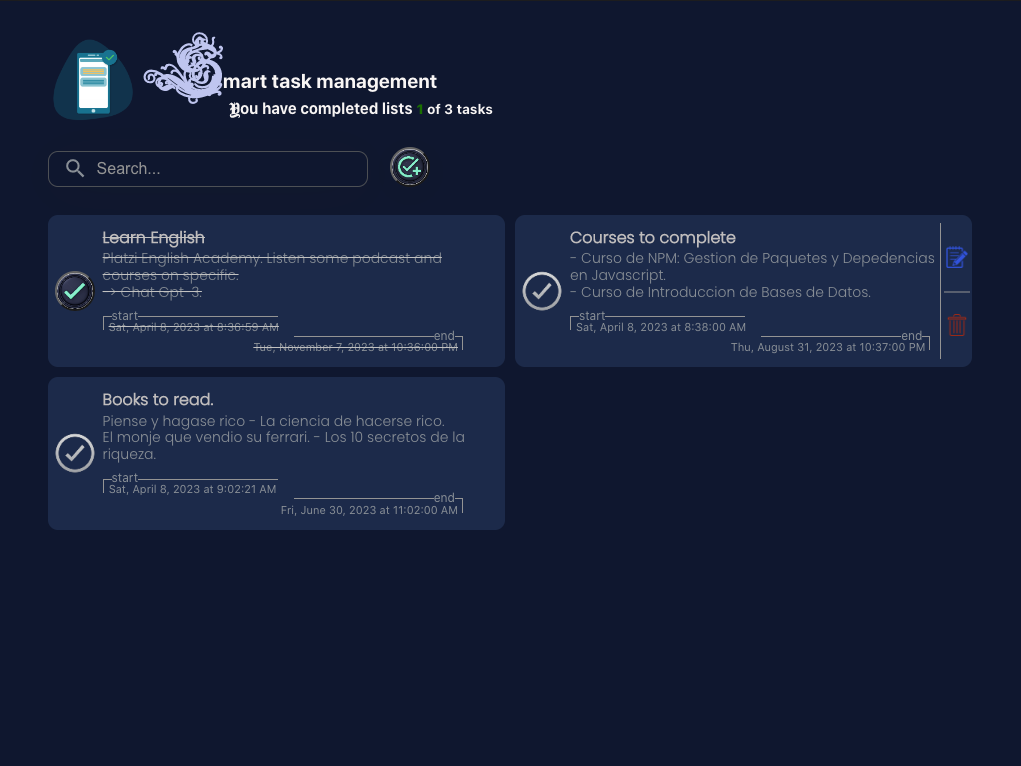 Smart task management
You have completed lists 1 of 3 tasks
Search...
Learn English
Platzi English Academy. Listen some podcast and
courses on specific.
-> Chat Gpt-3.
start
Sat, April 8, 2023 at 8:36:59 AM
end
Tue, November 7, 2023 at 10:36:00 PM
Courses to complete
- Curso de NPM: Gestion de Paquetes y Depedencias
en Javascript.
- Curso de Introduccion de Bases de Datos.
start
Sat, April 8, 2023 at 8:38:00 AM
end
Thu, August 31, 2023 at 10:37:00 PM
Books to read.
Piense y hagase rico - La ciencia de hacerse rico.
El monje que vendio su ferrari. - Los 10 secretos de la
riqueza.
start
Sat, April 8, 2023 at 9:02:21 AM
end
Fri, June 30, 2023 at 11:02:00 AM